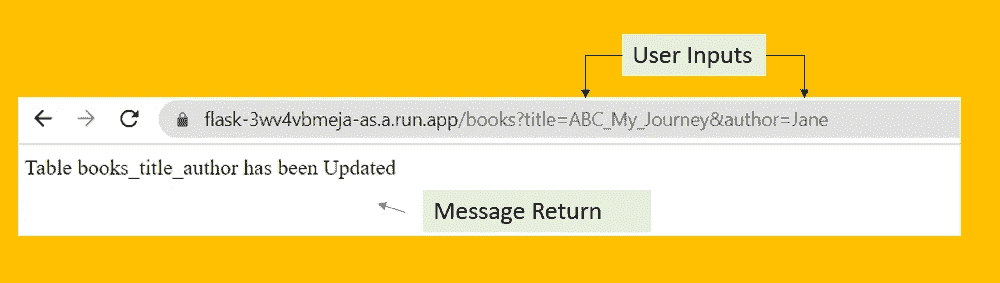 User Inputs
flask-3wv4vbmeja-as.a.run.app/books?title=ABC_My_Journey&author=Jane
Table books_title_author has been Updated
Message Return